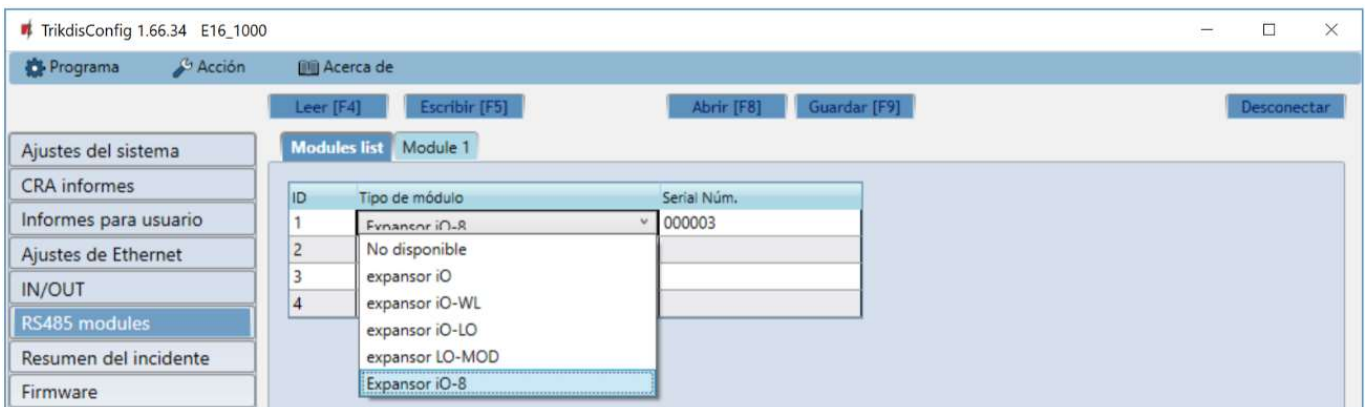 TrikdisConfig 1.66.34 E16_1000
Programa Acción Acerca de
Leer [F4] Escribir [F5] Abrir [F8] Guardar [F9] Desconectar
Ajustes del sistema
CRA informes
Informes para usuario
Ajustes de Ethernet
IN/OUT
RS485 modules
Resumen del incidente
Firmware
Modules list Module 1
ID Tipo de módulo Serial Núm.
1 Expansor iO-8 000003
2
3
4
No disponible
expansor iO
expansor iO-WL
expansor iO-LO
expansor LO-MOD
Expansor iO-8